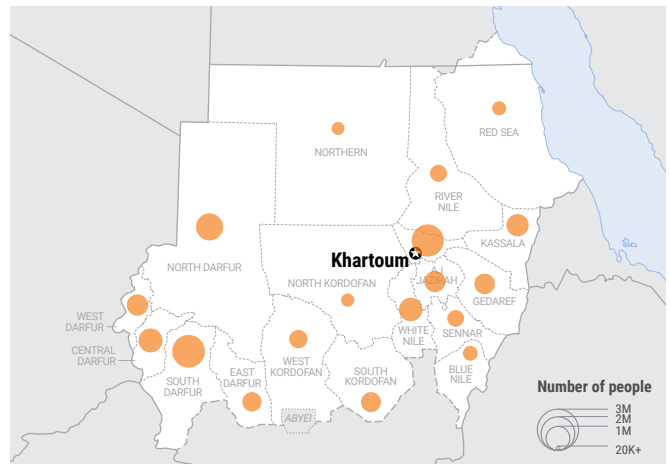 RED SEA
NORTHERN
RIVER
NILE
KASSALA
Khartoum
NORTH DARFUR
NORTH KORDOFAN
JAZIRAH
GEDAREF
WEST
DARFUR
WHITE
NILE
SENNAR
CENTRAL
DARFUR
WEST
KORDOFAN
SOUTH
KORDOFAN
EAST
DARFUR
SOUTH
DARFUR
BLUE
NILE
ABYEI
Number of people
3M
2M
1M
20K+